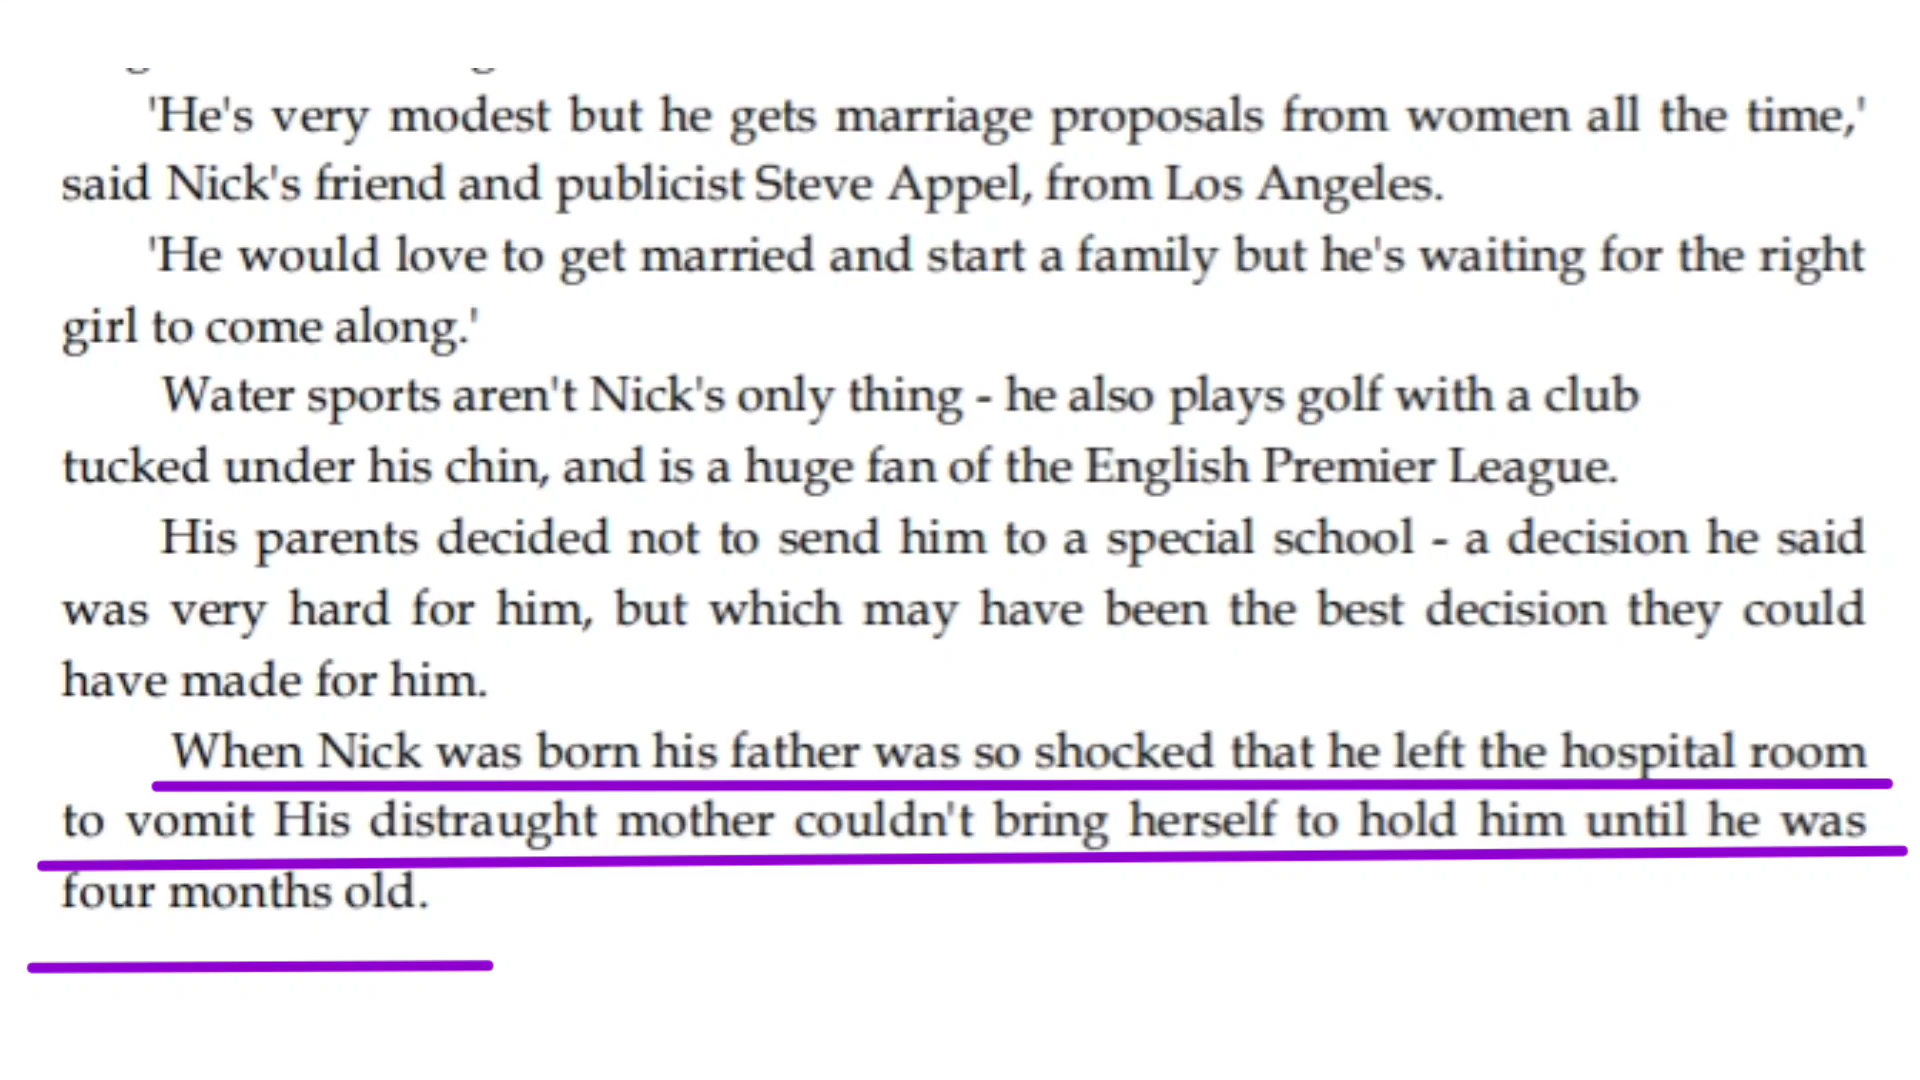 'He's very modest but he gets marriage proposals from women all the time,'
said Nick's friend and publicist Steve Appel, from Los Angeles.
'He would love to get married and start a family but he's waiting for the right
girl to come along.'
Water sports aren't Nick's only thing - he also plays golf with a club
tucked under his chin, and is a huge fan of the English Premier League.
His parents decided not to send him to a special school - a decision he said
was very hard for him, but which may have been the best decision they could
have made for him.
When Nick was born his father was so shocked that he left the hospital room
to vomit His distraught mother couldn't bring herself to hold him until he was
four months old.